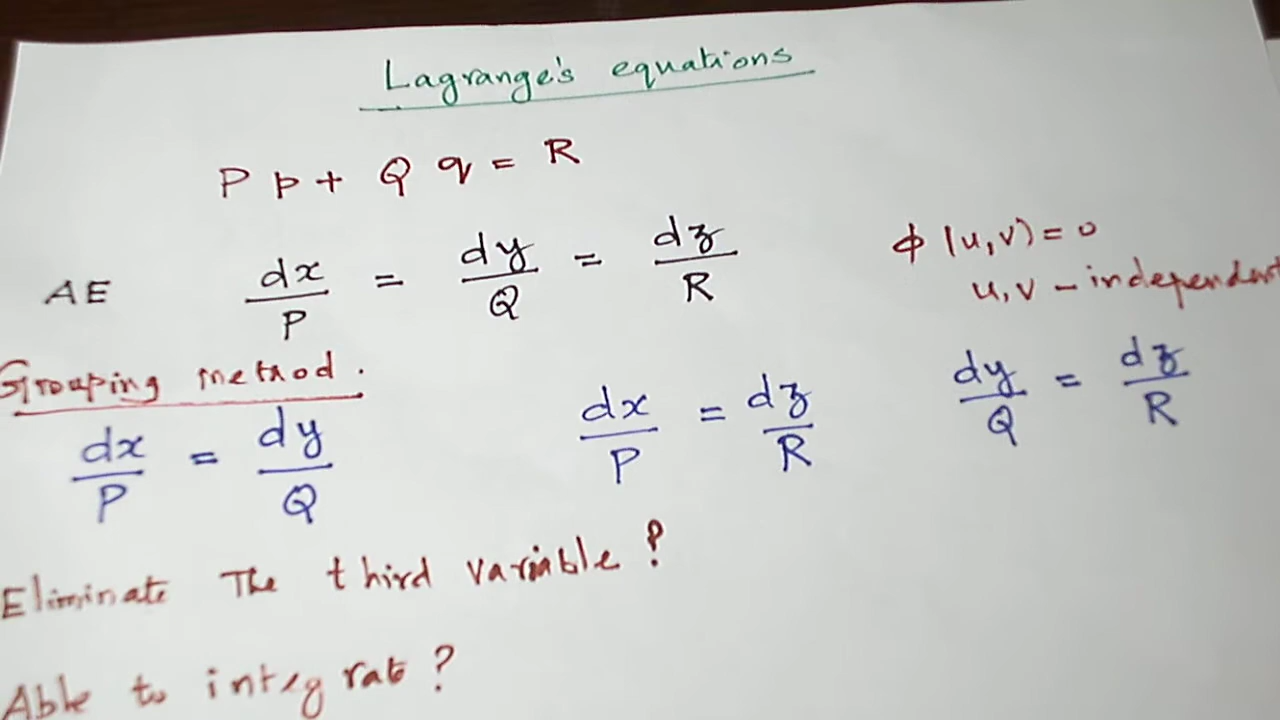 Lagrange's equations
P p + Q q = R
AE dx/P = dy/Q = dz/R
ϕ (u,v) = 0
u,v - independent
Grouping method.
dx/P = dy/Q
dx/P = dz/R
dy/Q = dz/R
Eliminate The third variable ?
Able to integrate ?